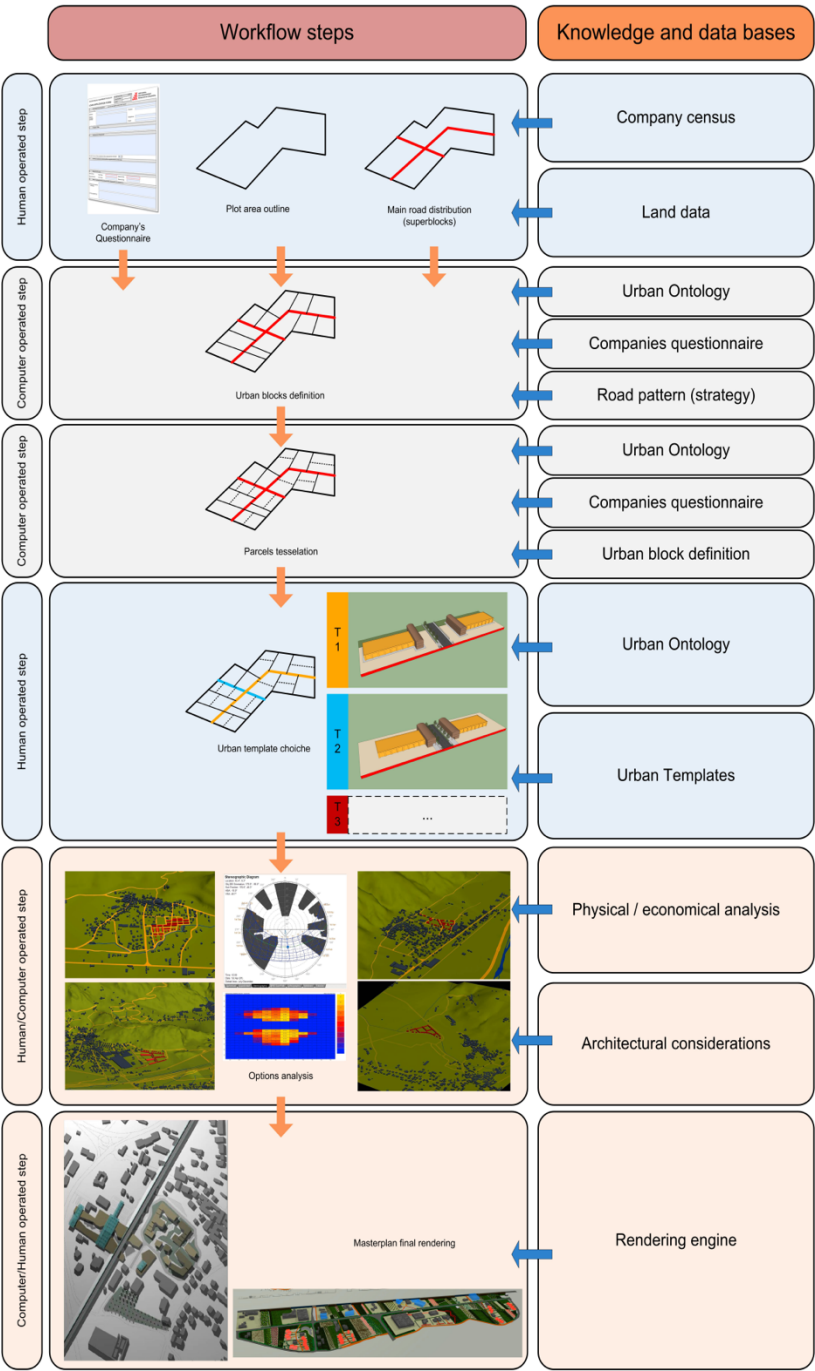 Workflow steps
Knowledge and data bases
Human operated step
Company's
Questionnaire
Plot area outline
Main road distribution
(superblocks)
Company census
Land data
Computer operated step
Urban blocks definition
Urban Ontology
Companies questionnaire
Road pattern (strategy)
Computer operated step
Parcels tesselation
Urban Ontology
Companies questionnaire
Urban block definition
Human operated step
Urban template choiche
T
1
T
2
T
3
...
Urban Ontology
Urban Templates
Human/Computer operated step
Options analysis
Physical / economical analysis
Architectural considerations
Computer/Human operated step
Masterplan final rendering
Rendering engine